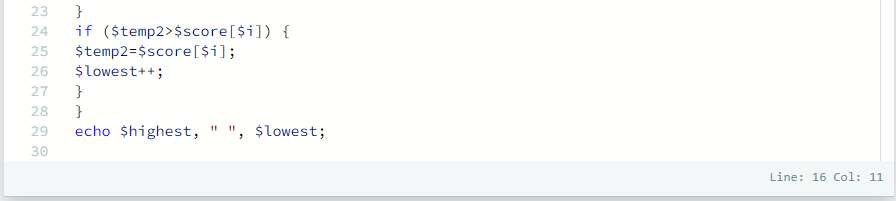 23 }
24 if ($temp2>$score[$i]) {
25 $temp2=$score[$i];
26 $lowest++;
27 }
28 }
29 echo $highest, " ", $lowest;
30
Line: 16 Col: 11